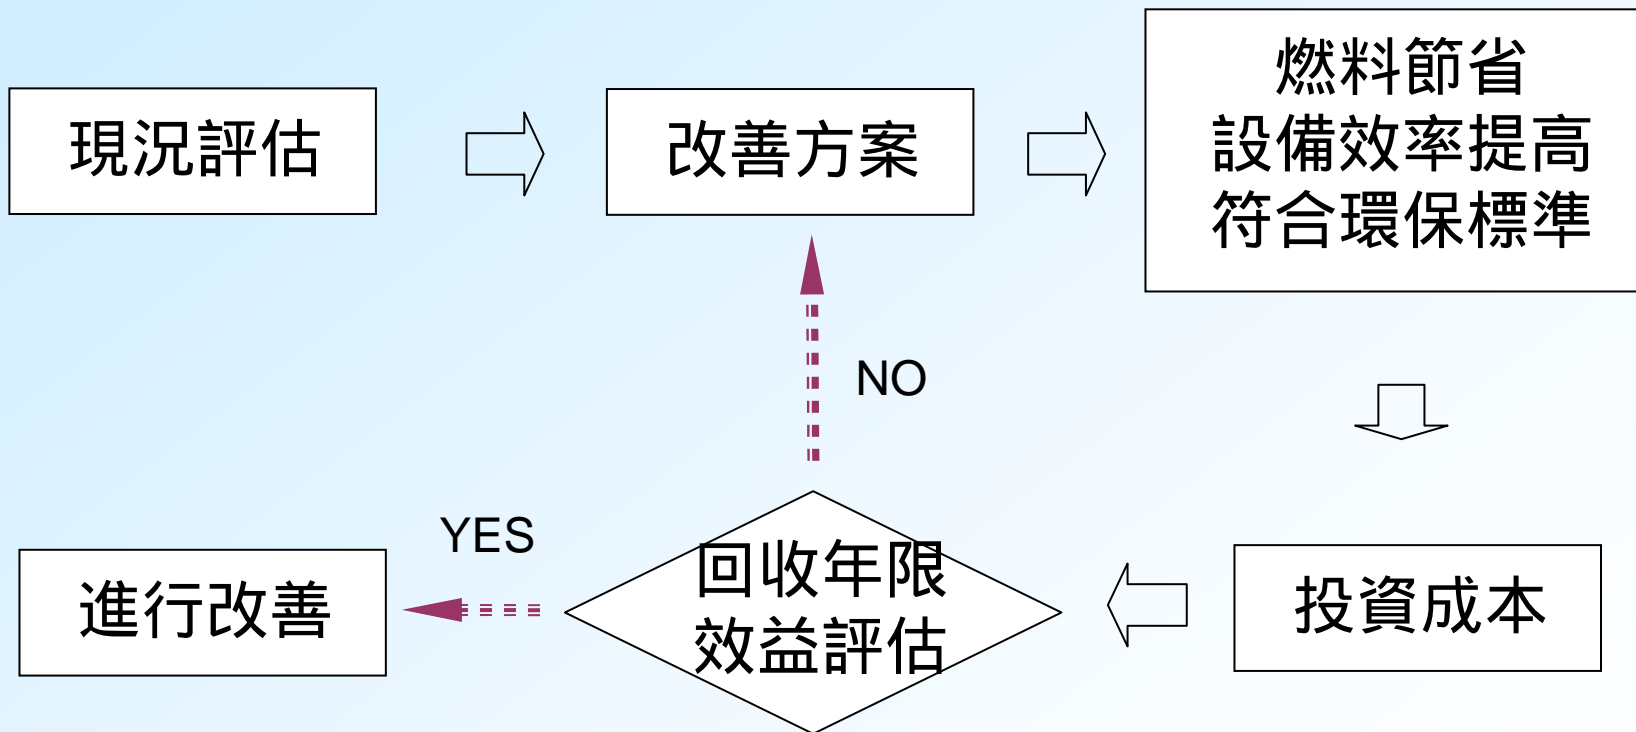 現況評估
改善方案
燃料節省
設備效率提高
符合環保標準
NO
YES
進行改善
回收年限
效益評估
投資成本